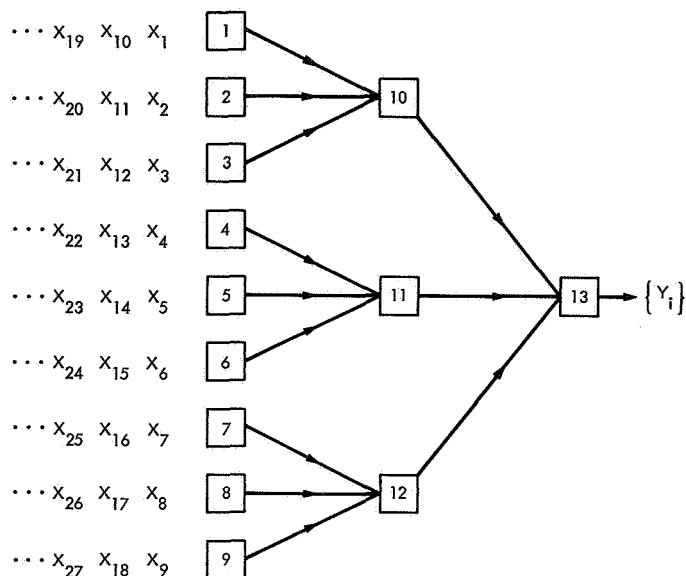 ··· X19 X10 X1 1
··· X20 X11 X2 2 10
··· X21 X12 X3 3
··· X22 X13 X4 4
··· X23 X14 X5 5 11 13 {Yi}
··· X24 X15 X6 6
··· X25 X16 X7 7
··· X26 X17 X8 8 12
··· X27 X18 X9 9